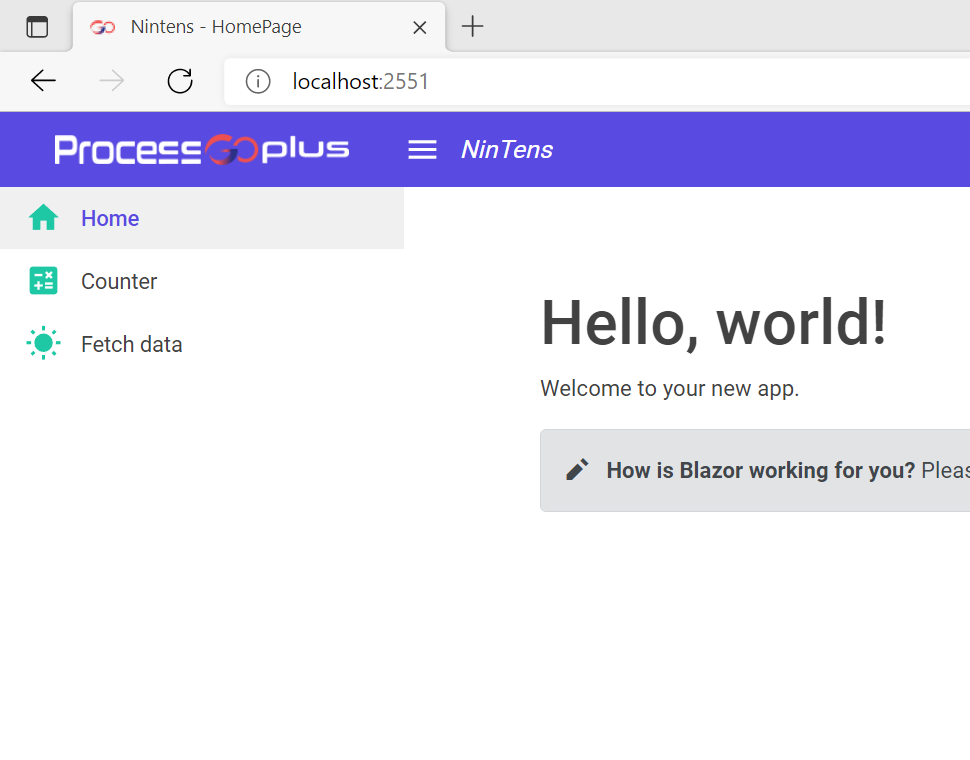 Nintens - HomePage
localhost:2551
ProcessGOplus
NinTens
Home
Counter
Fetch data
Hello, world!
Welcome to your new app.
How is Blazor working for you?